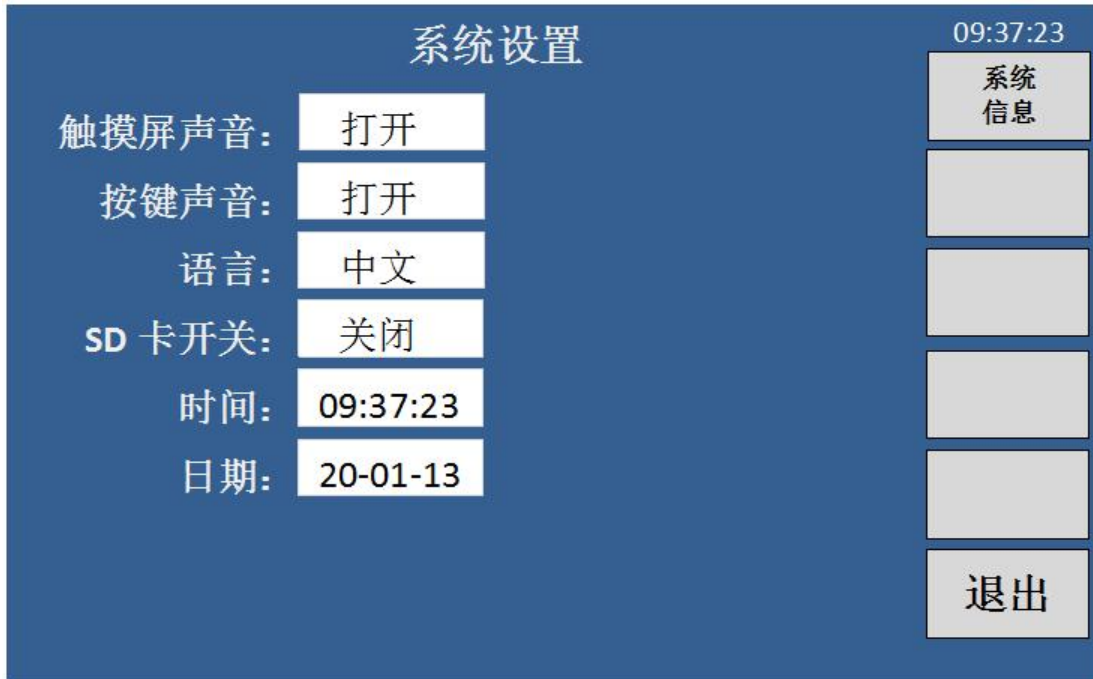 系统设置
09:37:23
系统
信息
触摸屏声音: 打开
按键声音: 打开
语言: 中文
SD 卡开关: 关闭
时间: 09:37:23
日期: 20-01-13
退出